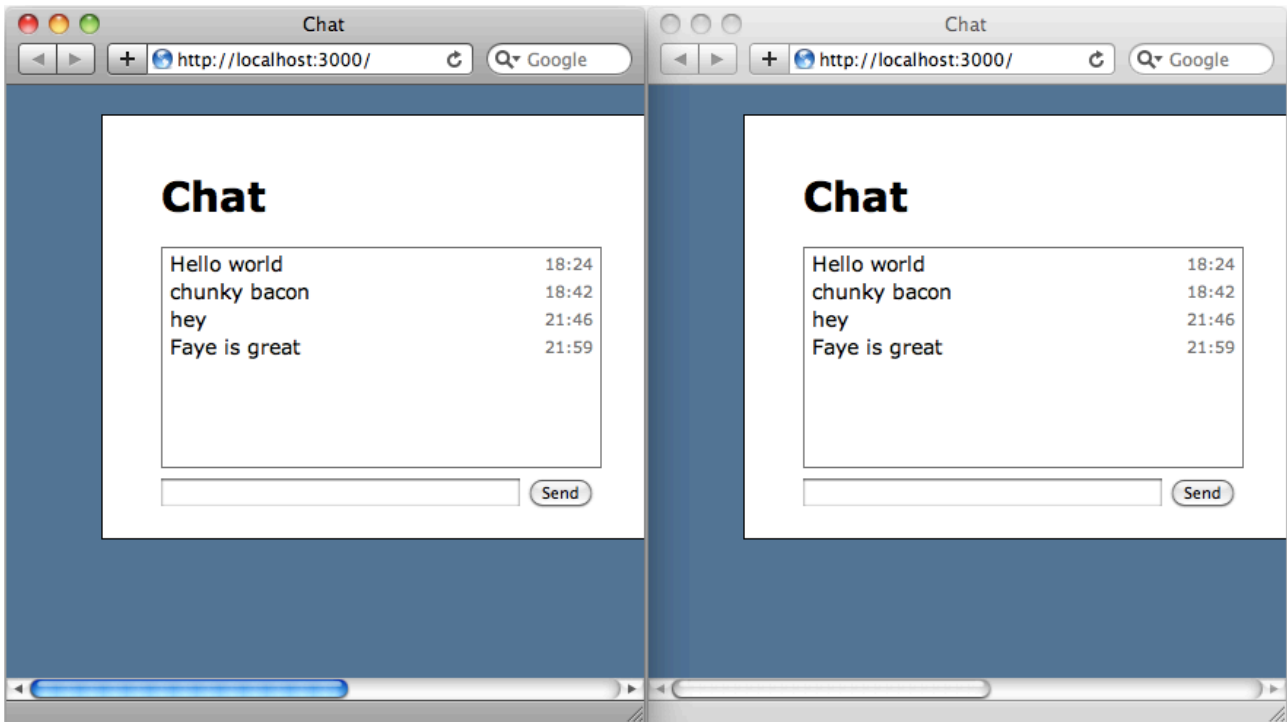 Chat
http://localhost:3000/
Google
Chat
Hello world 18:24
chunky bacon 18:42
hey 21:46
Faye is great 21:59
Send
Chat
http://localhost:3000/
Google
Chat
Hello world 18:24
chunky bacon 18:42
hey 21:46
Faye is great 21:59
Send